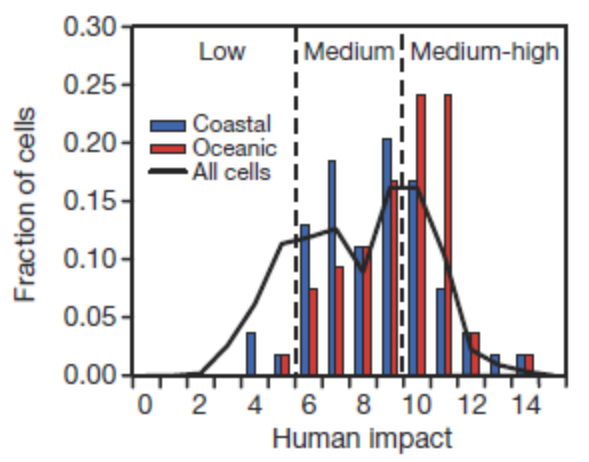 0.30
0.25
0.20
0.15
0.10
0.05
0.00
Fraction of cells
Low
Medium
Medium-high
Coastal
Oceanic
All cells
0 2 4 6 8 10 12 14
Human impact